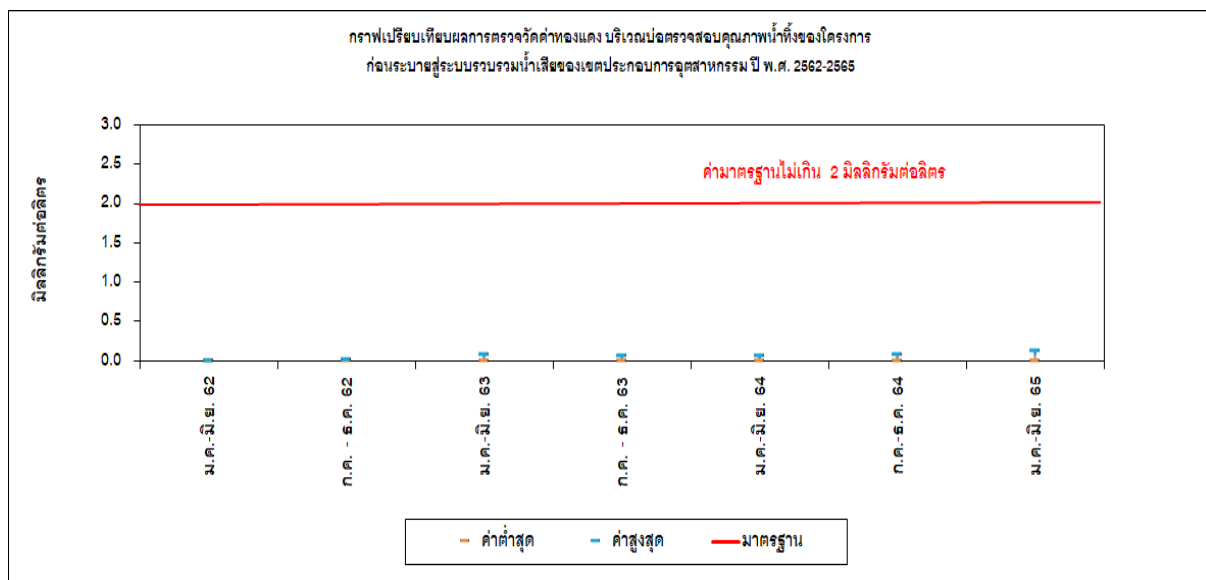 กราฟเปรียบเทียบผลการตรวจวัดค่าทองแดง บริเวณบ่อตรวจสอบคุณภาพน้ำทิ้งของโครงการ
ก่อนระบายสู่ระบบรวบรวมน้ำเสียของเขตประกอบการอุตสาหกรรม ปี พ.ศ. 2562-2565
3.0
2.5
2.0
1.5
1.0
0.5
0.0
มิลลิกรัมต่อลิตร
ค่ามาตรฐานไม่เกิน 2 มิลลิกรัมต่อลิตร
ม.ค.-มิ.ย. 62
ก.ค. - ธ.ค. 62
ม.ค.-มิ.ย. 63
ก.ค. - ธ.ค. 63
ม.ค.-มิ.ย. 64
ก.ค.-ธ.ค. 64
ม.ค.-มิ.ย. 65
ค่าต่ำสุด ค่าสูงสุด มาตรฐาน